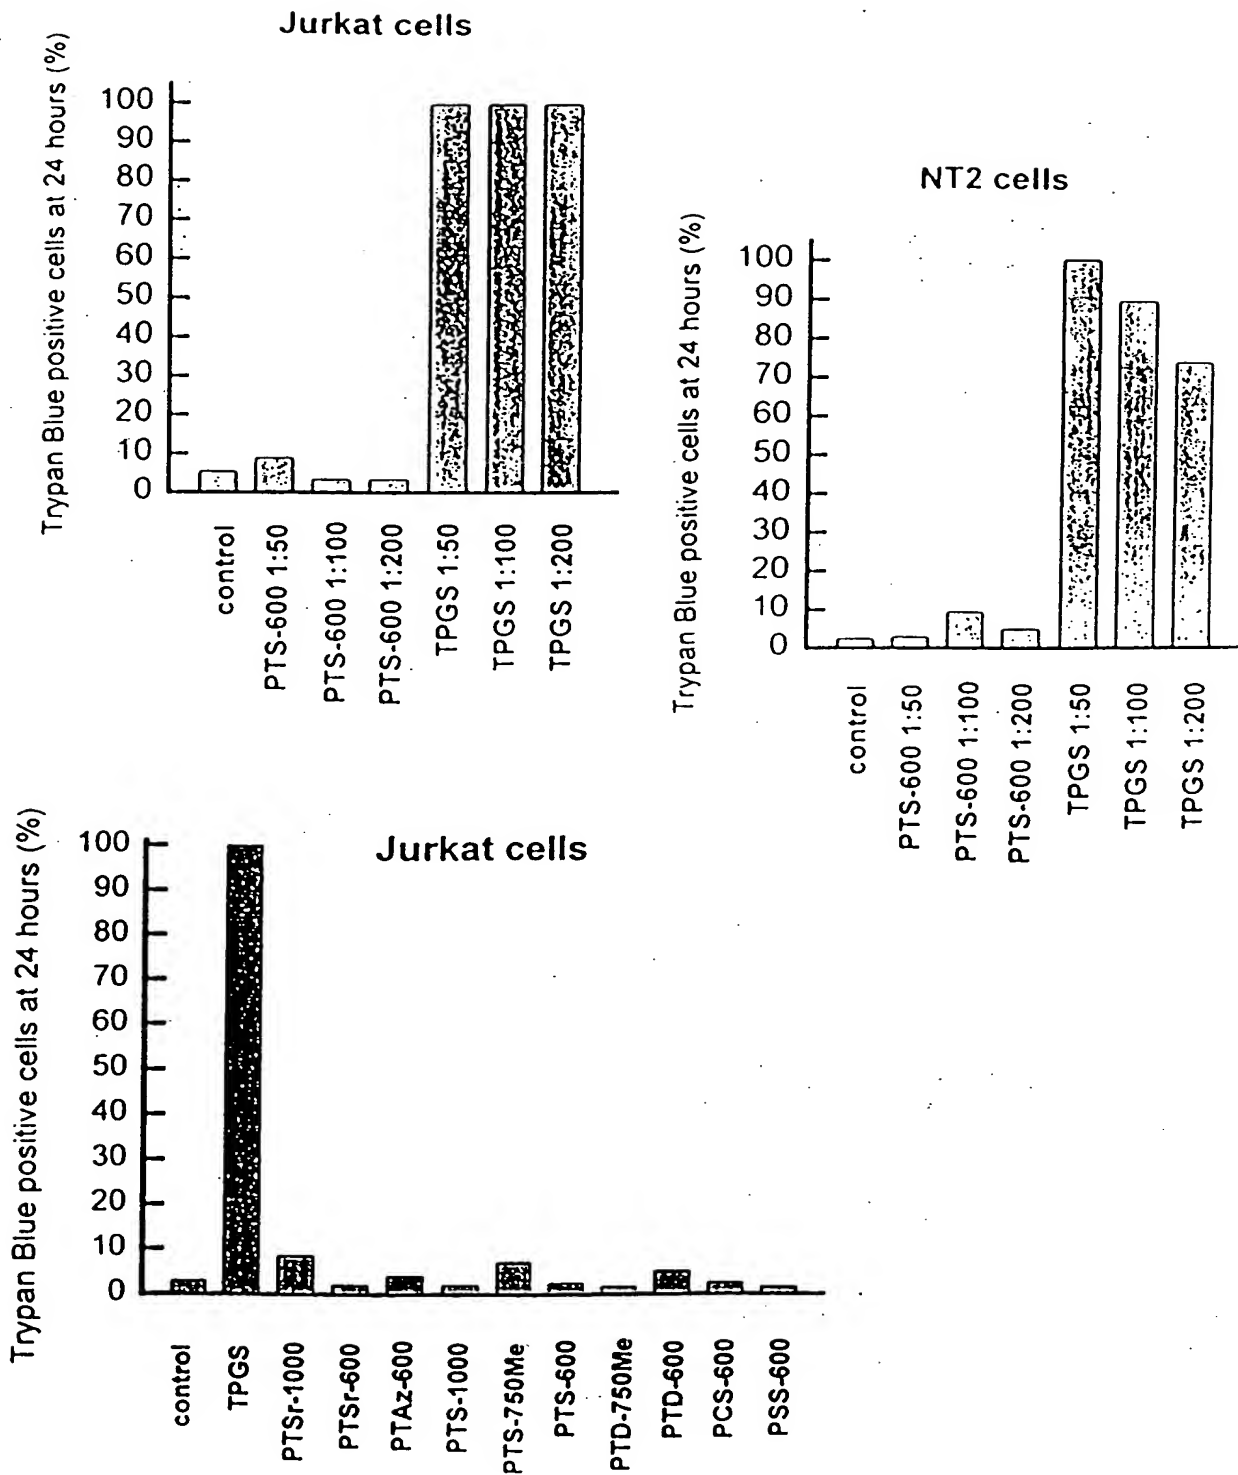 Jurkat cells
Trypan Blue positive cells at 24 hours (%)
100
90
80
70
60
50
40
30
20
10
0
control
PTS-600 1:50
PTS-600 1:100
PTS-600 1:200
TPGS 1:50
TPGS 1:100
TPGS 1:200
NT2 cells
Trypan Blue positive cells at 24 hours (%)
100
90
80
70
60
50
40
30
20
10
0
control
PTS-600 1:50
PTS-600 1:100
PTS-600 1:200
TPGS 1:50
TPGS 1:100
TPGS 1:200
Jurkat cells
Trypan Blue positive cells at 24 hours (%)
100
90
80
70
60
50
40
30
20
10
0
control
TPGS
PTSr-1000
PTSr-600
PTAz-600
PTS-1000
PTS-750Me
PTS-600
PTD-750Me
PTD-600
PCS-600
PSS-600